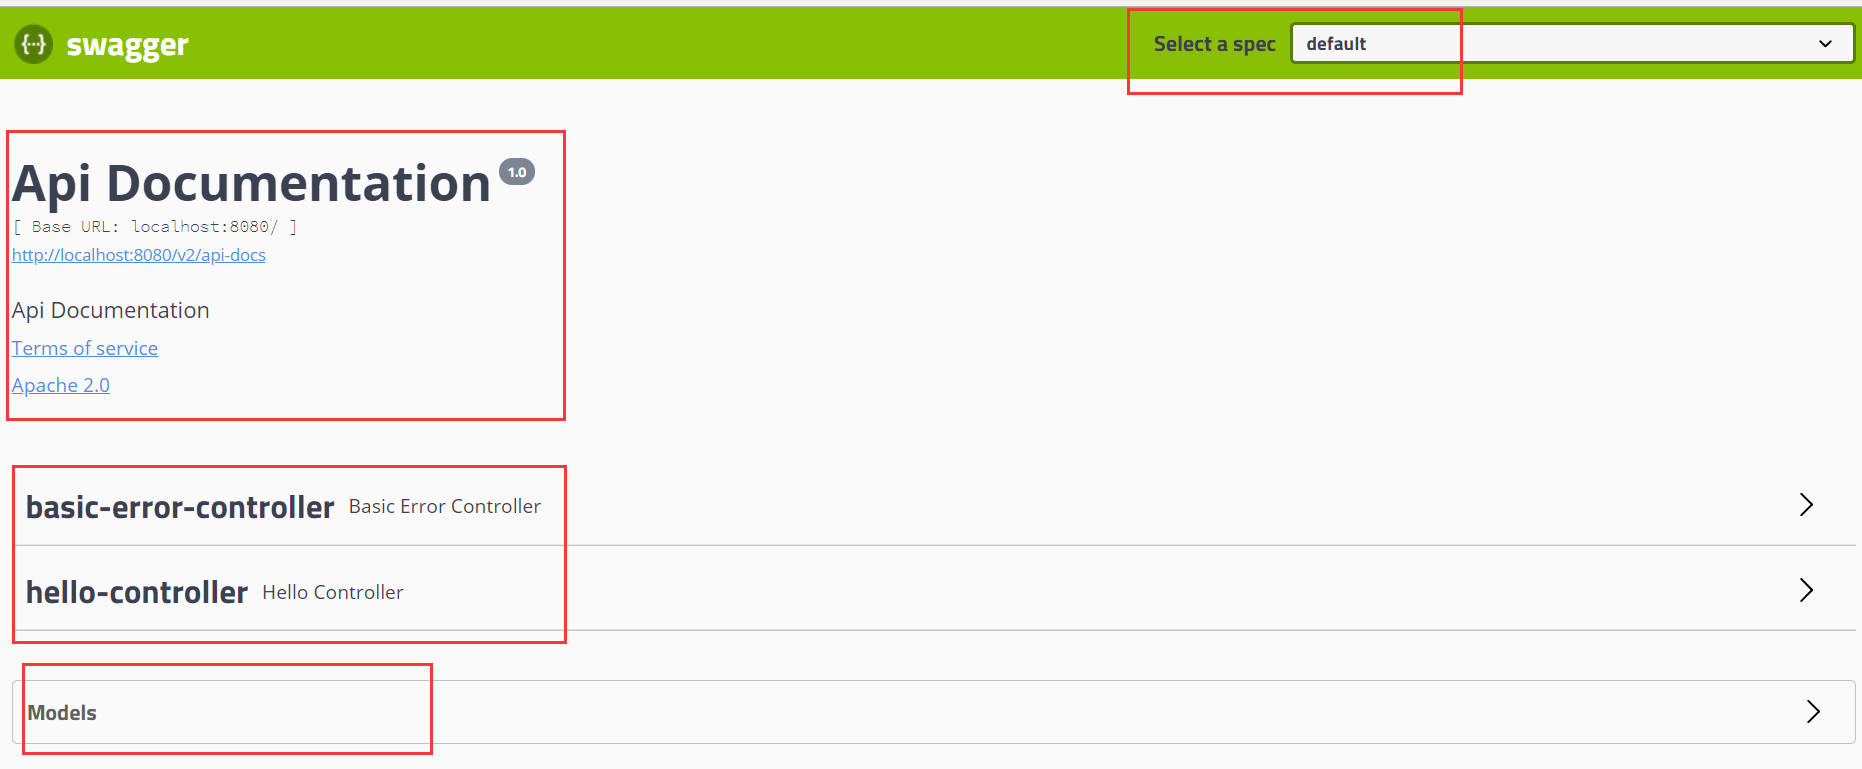 {···} swagger
Select a spec default
Api Documentation 1.0
[ Base URL: localhost:8080/ ]
http://localhost:8080/v2/api-docs
Api Documentation
Terms of service
Apache 2.0
basic-error-controller Basic Error Controller
hello-controller Hello Controller
Models